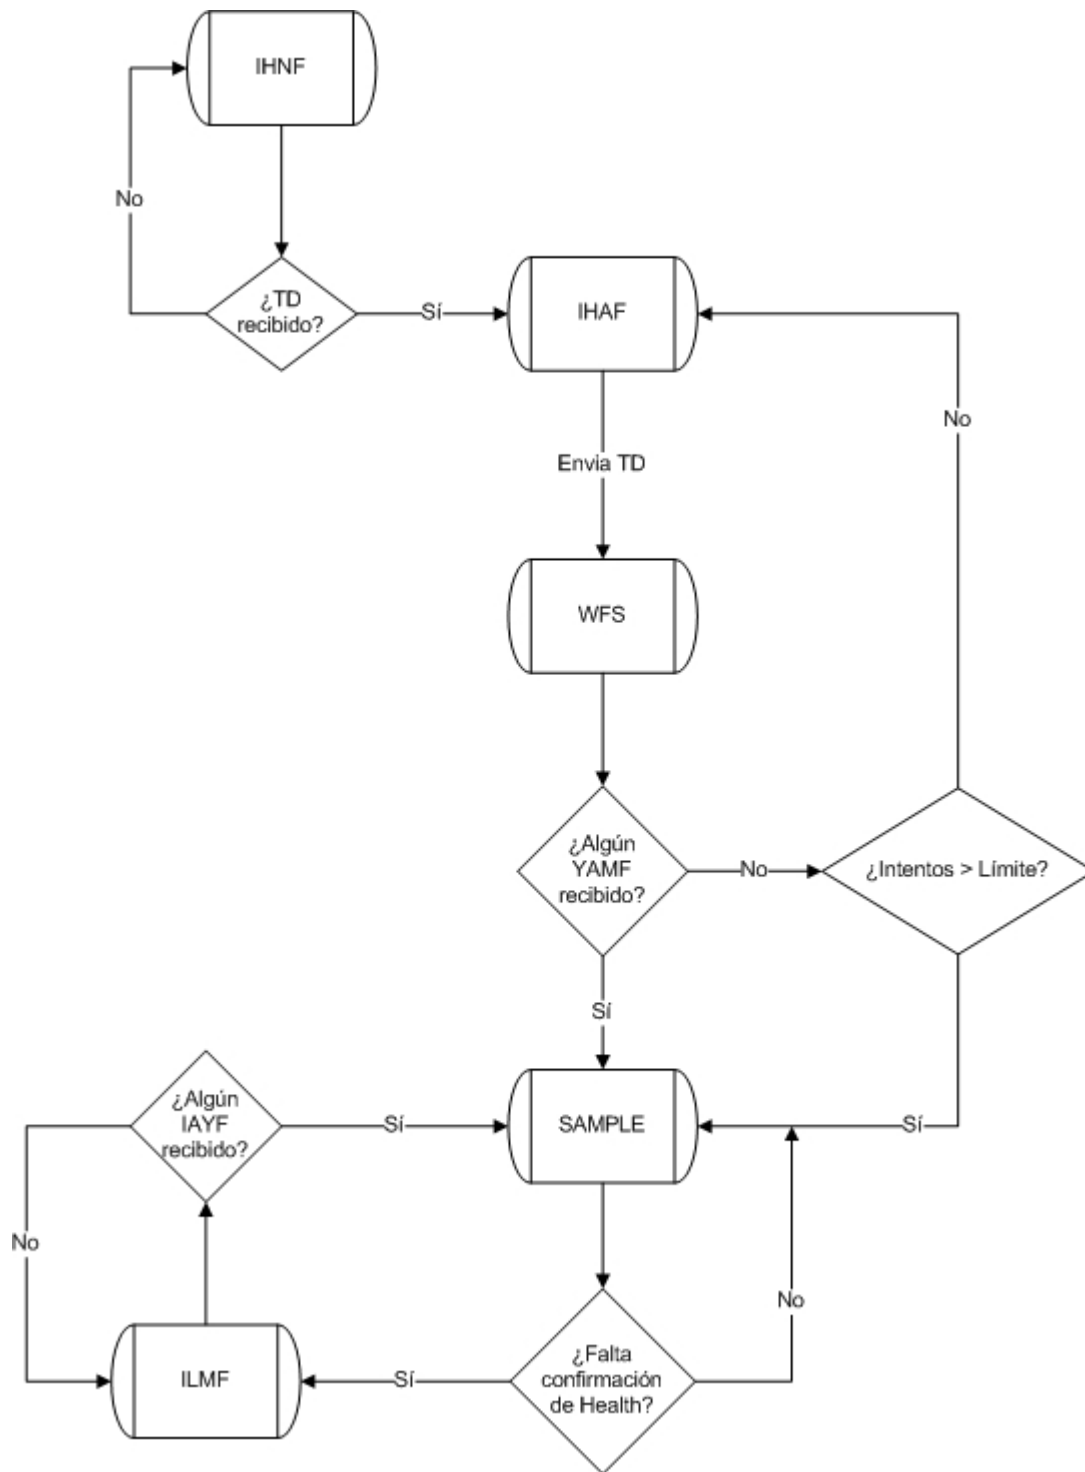 IHNF
No
¿TD
recibido?
Sí
IHAF
No
Envia TD
WFS
¿Algún
YAMF
recibido?
No
¿Intentos > Límite?
Sí
¿Algún
IAYF
recibido?
Sí
SAMPLE
Sí
No
No
ILMF
Sí
¿Falta
confirmación
de Health?